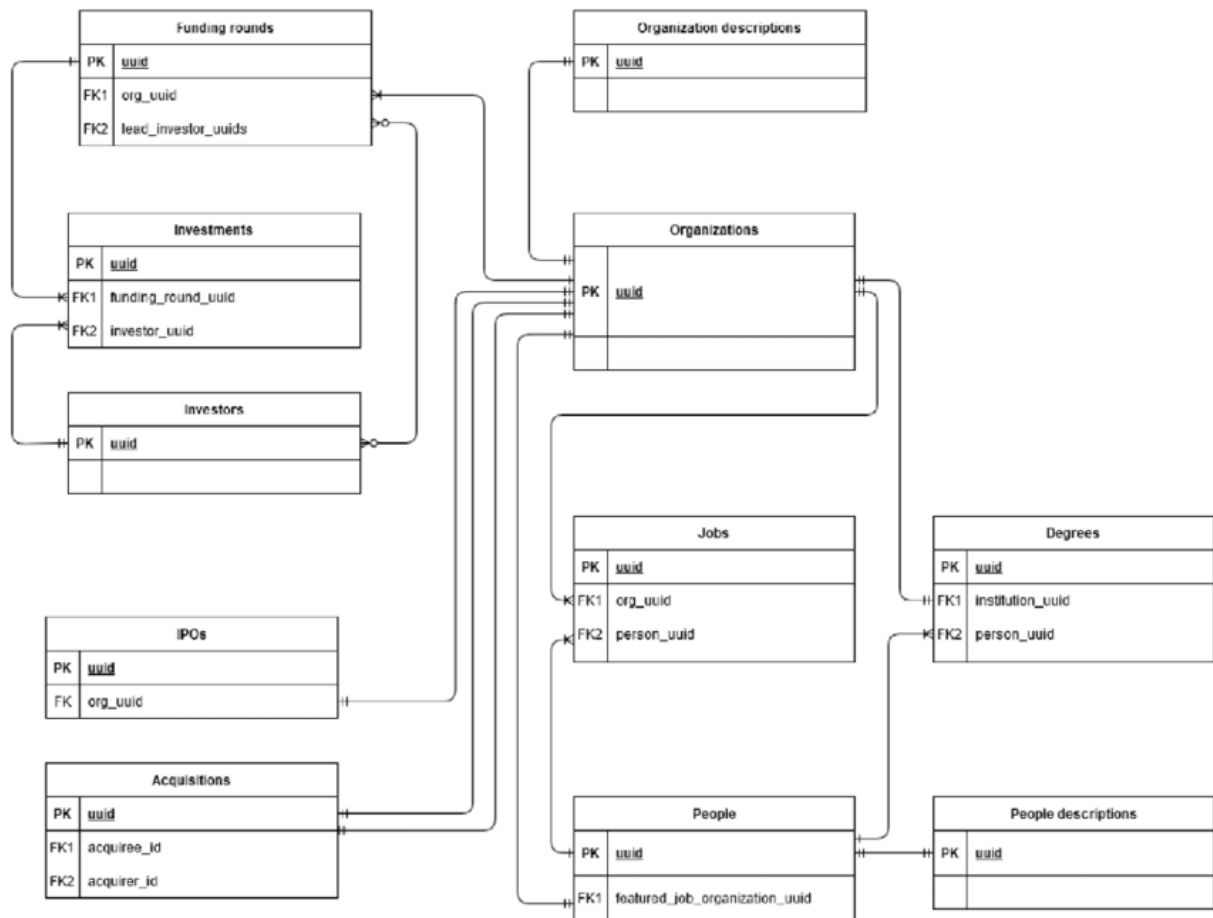 Funding rounds
PK uuid
FK1 org_uuid
FK2 lead_investor_uuids
Organization descriptions
PK uuid
Investments
PK uuid
FK1 funding_round_uuid
FK2 investor_uuid
Organizations
PK uuid
Investors
PK uuid
Jobs
PK uuid
FK1 org_uuid
FK2 person_uuid
Degrees
PK uuid
FK1 institution_uuid
FK2 person_uuid
IPOs
PK uuid
FK org_uuid
Acquisitions
PK uuid
FK1 acquiree_id
FK2 acquirer_id
People
PK uuid
FK1 featured_job_organization_uuid
People descriptions
PK uuid